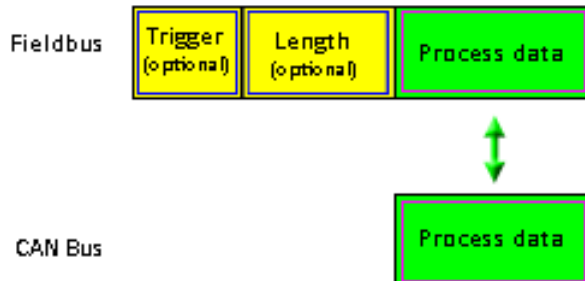 Fieldbus
Trigger
(optional)
Length
(optional)
Process data
CAN Bus
Process data